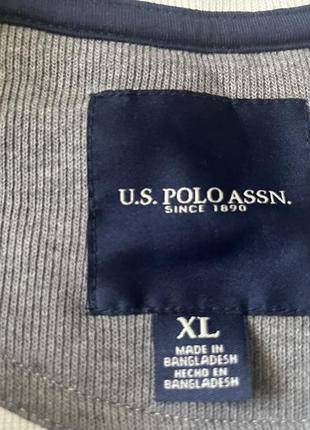 U.S. POLO ASSN.
SINCE 1890
XL
MADE IN
BANGLADESH
HECHO EN
BANGLADESH